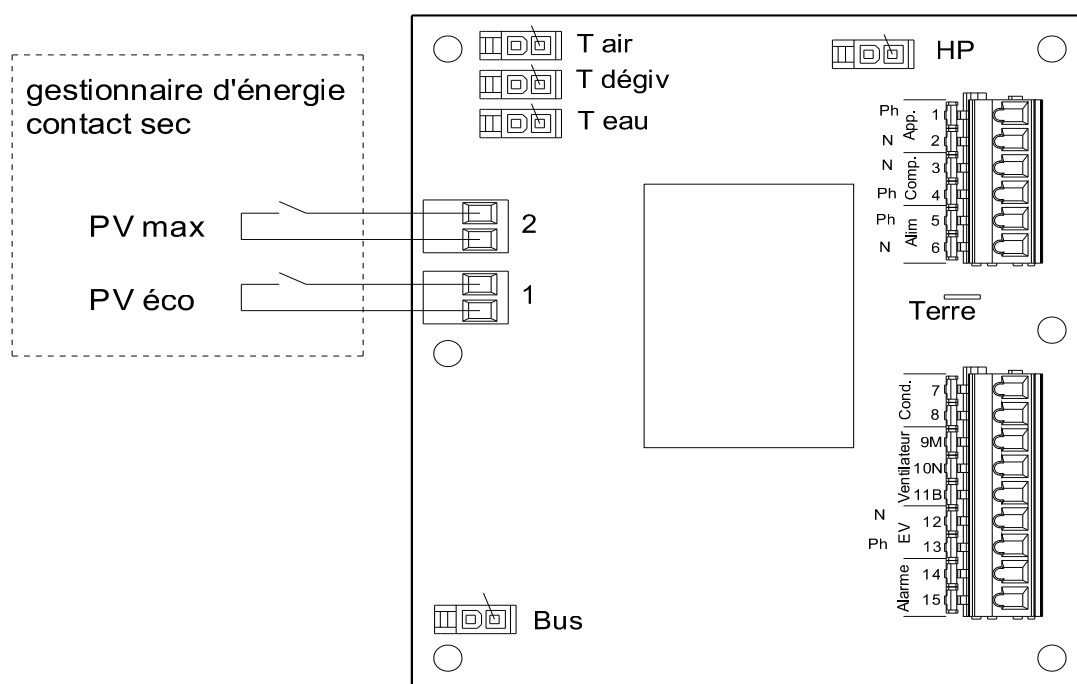 gestionnaire d'énergie
contact sec
PV max
PV éco
2
1
T air
T dégiv
T eau
HP
Ph
App.
1
N
2
N
Comp.
3
Ph
4
Ph
Alim
5
N
6
Terre
Cond.
7
8
Ventilateur
9M
10N
11B
N
EV
12
Ph
13
Alarme
14
15
Bus